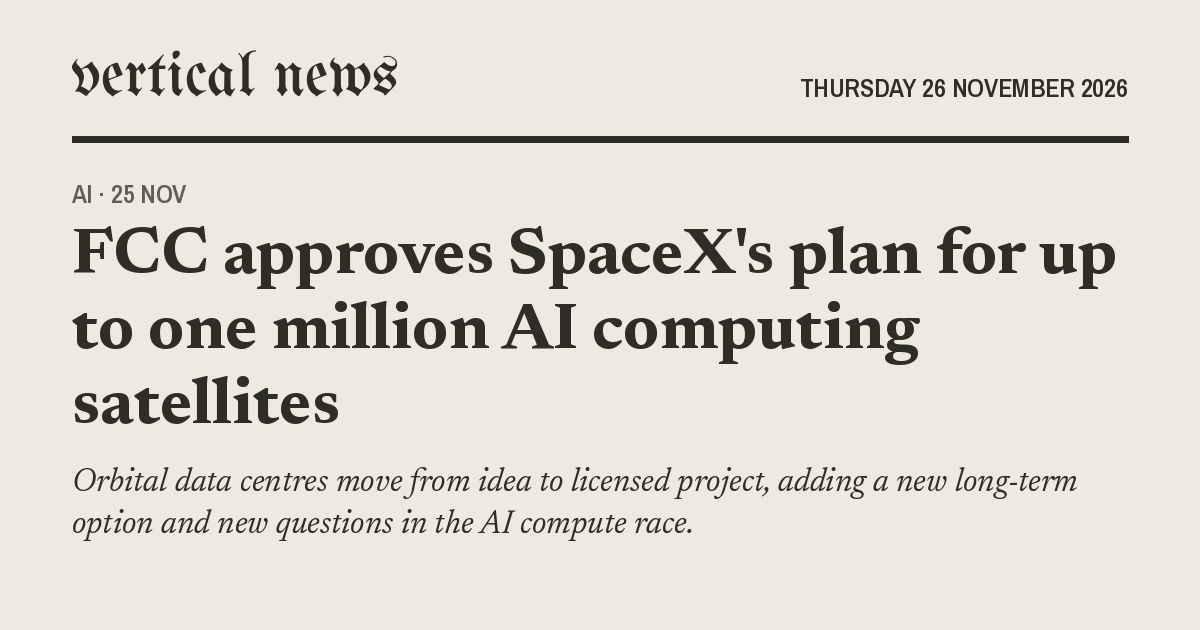 vertical news
THURSDAY 26 NOVEMBER 2026
AI · 25 NOV
FCC approves SpaceX's plan for up
to one million AI computing
satellites
Orbital data centres move from idea to licensed project, adding a new long-term
option and new questions in the AI compute race.